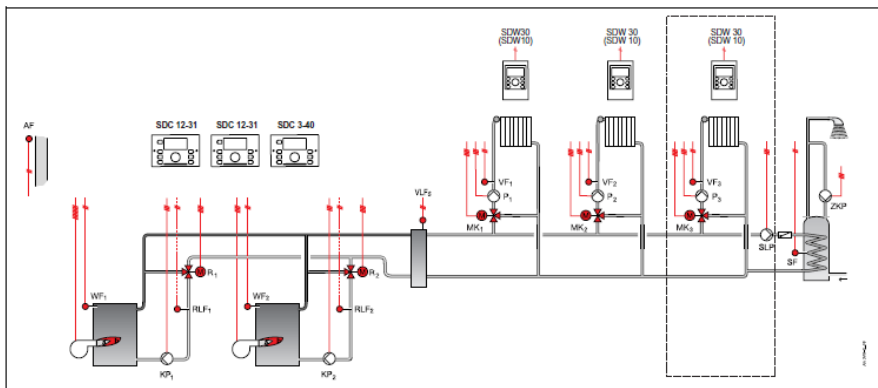 SDW30
(SDW10)
SDW 30
(SDW 10)
SDW 30
(SDW 10)
AF
SDC 12-31
SDC 12-31
SDC 3-40
VLF₅
VF₁
VF₂
VF₃
P₁
P₂
P₃
ZKP
M
M
M
MK₁
MK₂
MK₃
SLP
SF
M
R₁
M
R₂
WF₁
RLF₁
WF₂
RLF₂
KP₁
KP₂